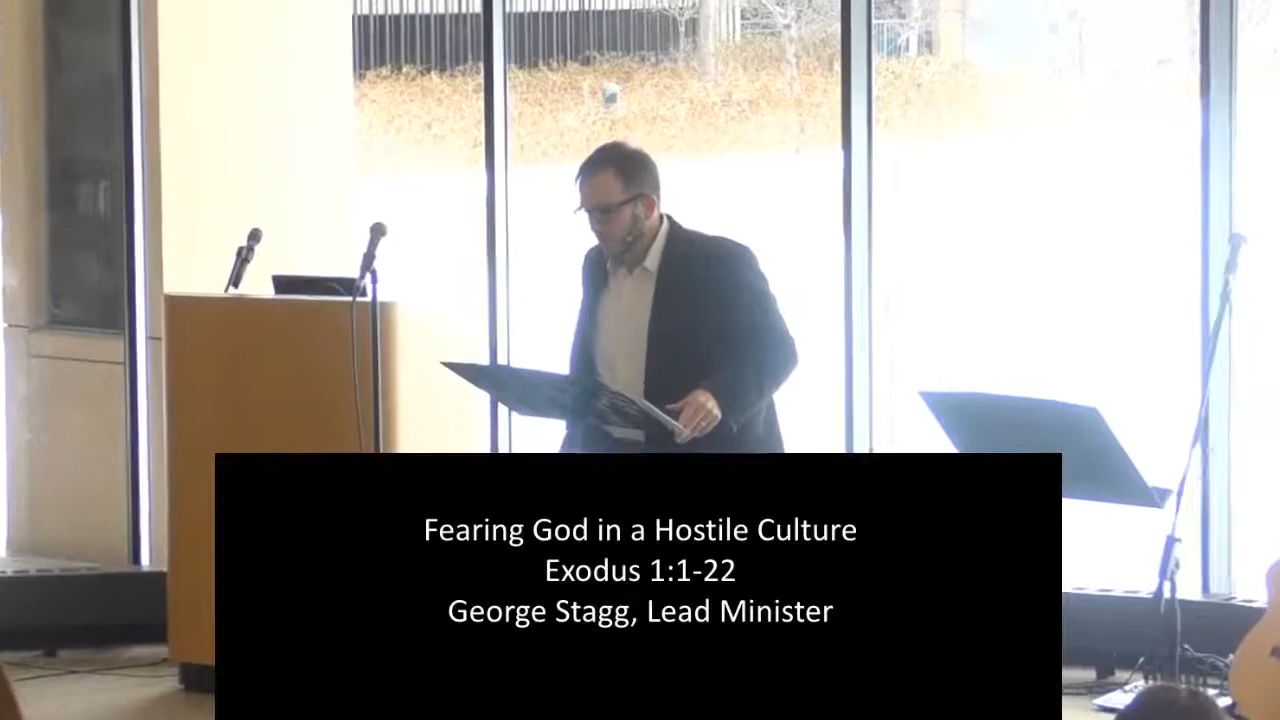 Fearing God in a Hostile Culture
Exodus 1:1-22
George Stagg, Lead Minister